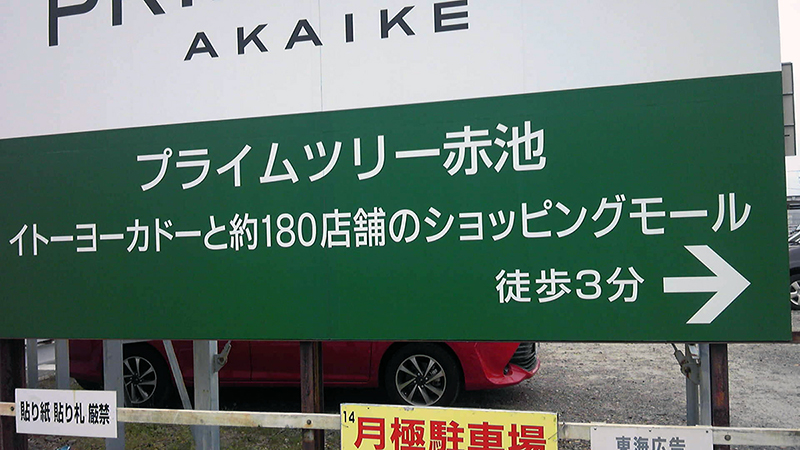 AKAIKE
プライムツリー赤池
イトーヨーカドーと約180店舗のショッピングモール
徒歩3分
貼り紙 貼り札 厳禁
14
月極駐車場
東海広告